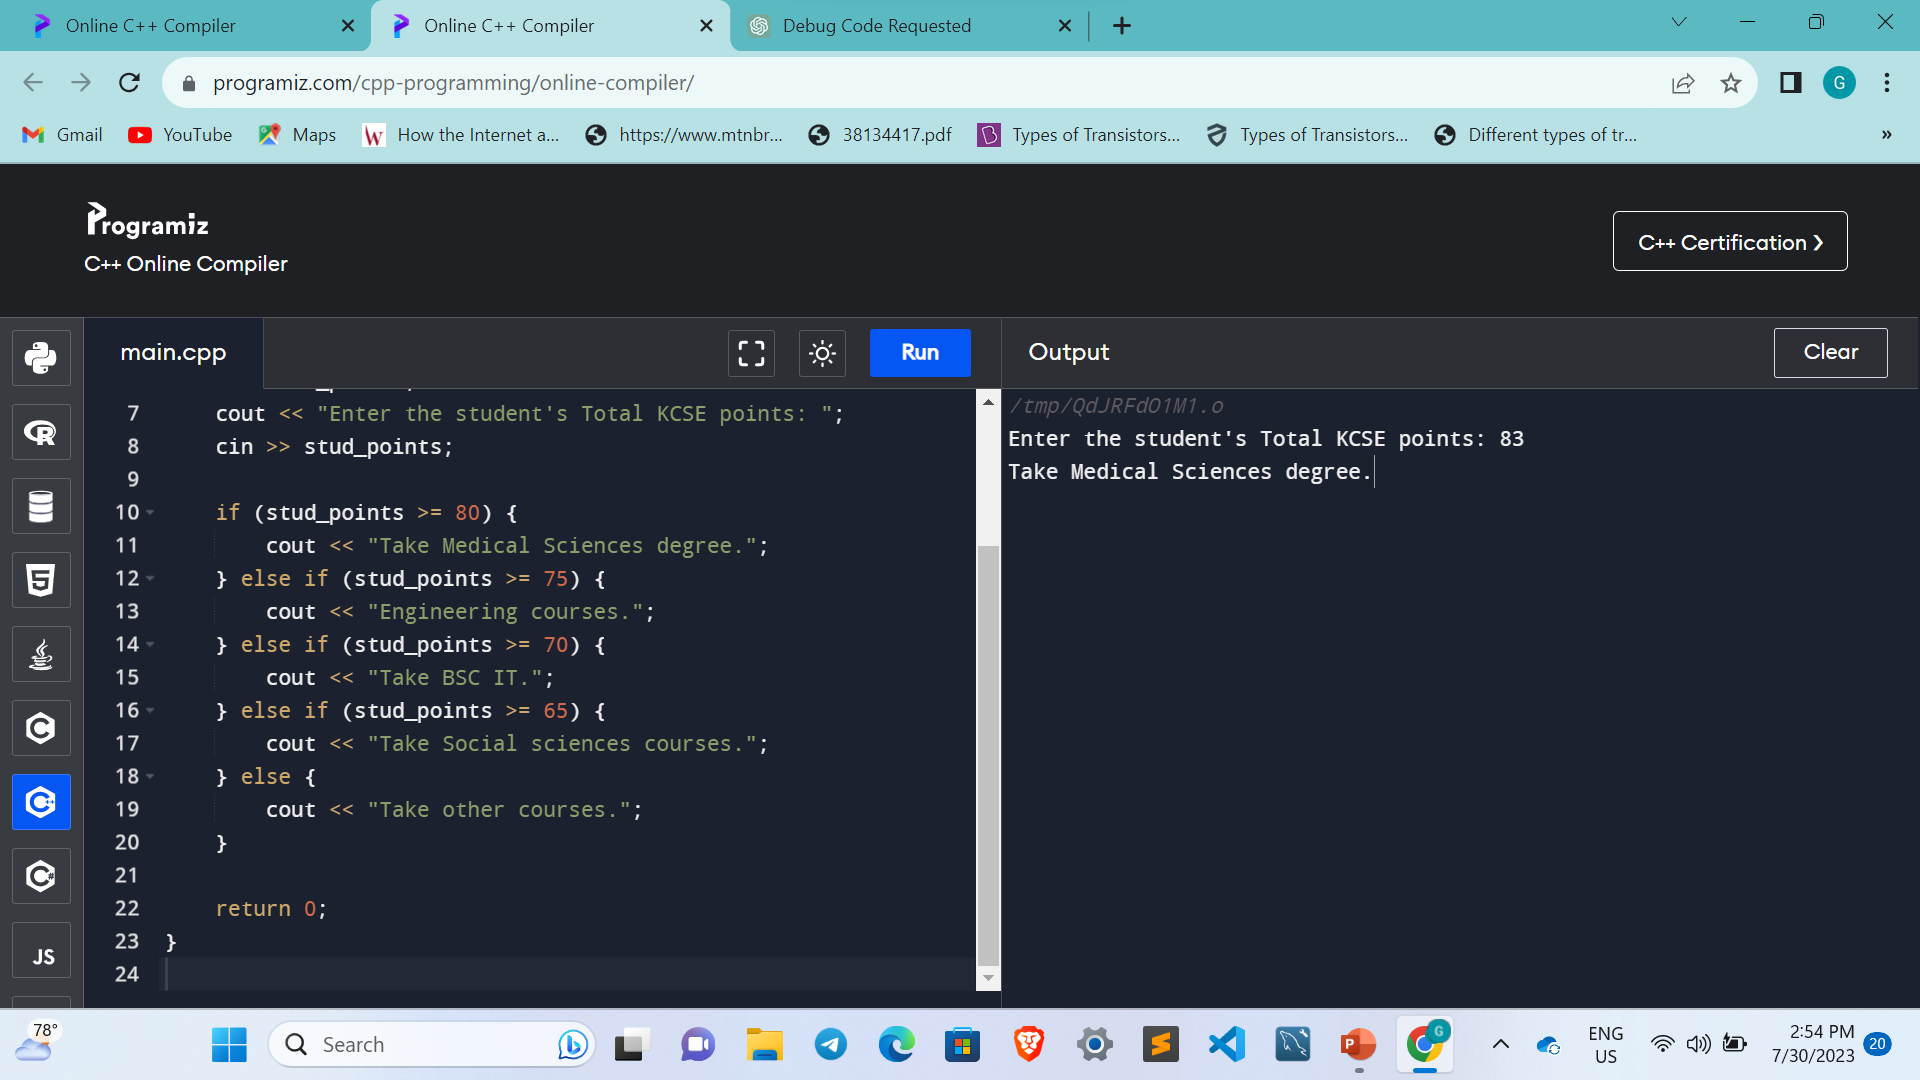 Online C++ Compiler
Online C++ Compiler
Debug Code Requested
programiz.com/cpp-programming/online-compiler/
G
Gmail
YouTube
Maps
How the Internet a...
https://www.mtnbr...
38134417.pdf
Types of Transistors...
Types of Transistors...
Different types of tr...
»
Programiz
C++ Online Compiler
C++ Certification ❯
main.cpp
Run
Output
Clear
7 cout << "Enter the student's Total KCSE points: ";
8 cin >> stud_points;
9
10 if (stud_points >= 80) {
11 cout << "Take Medical Sciences degree.";
12 } else if (stud_points >= 75) {
13 cout << "Engineering courses.";
14 } else if (stud_points >= 70) {
15 cout << "Take BSC IT.";
16 } else if (stud_points >= 65) {
17 cout << "Take Social sciences courses.";
18 } else {
19 cout << "Take other courses.";
20 }
21
22 return 0;
23 }
24
/tmp/QdJRFdO1M1.o
Enter the student's Total KCSE points: 83
Take Medical Sciences degree.
JS
78°
Search
ENG
US
2:54 PM
7/30/2023
20